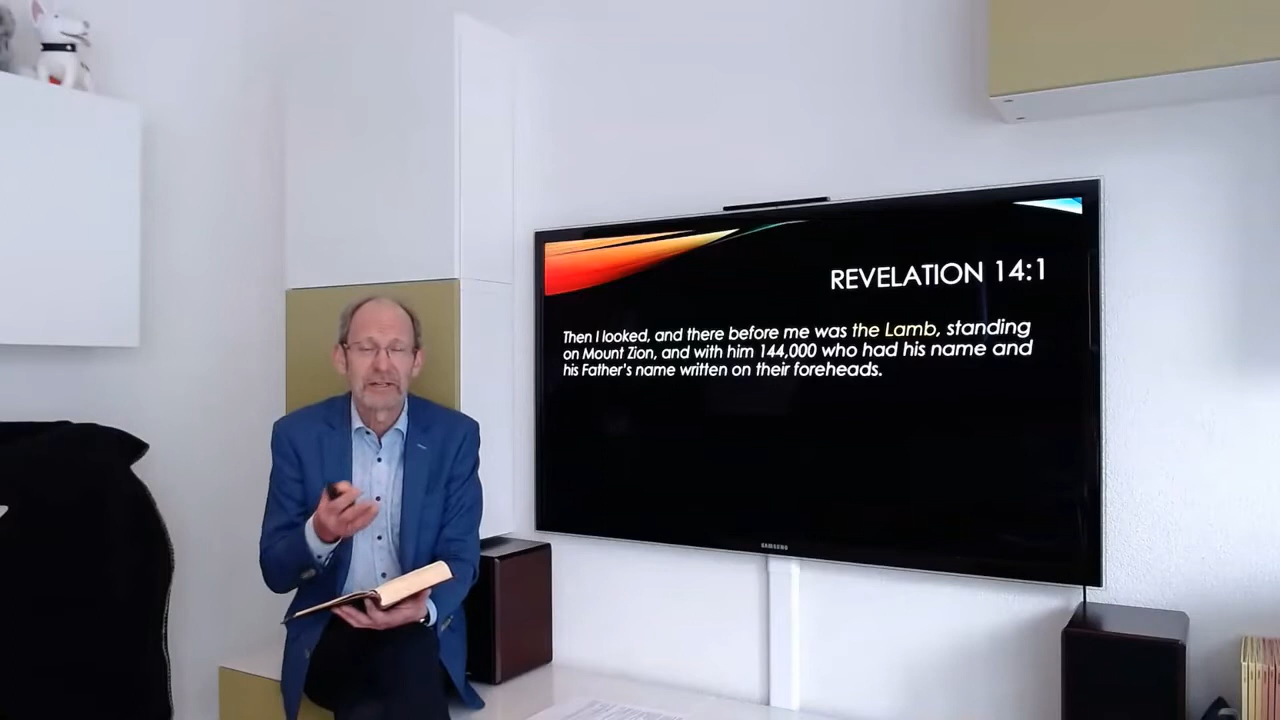 REVELATION 14:1
Then I looked, and there before me was the Lamb, standing
on Mount Zion, and with him 144,000 who had his name and
his Father's name written on their foreheads.
SAMSUNG